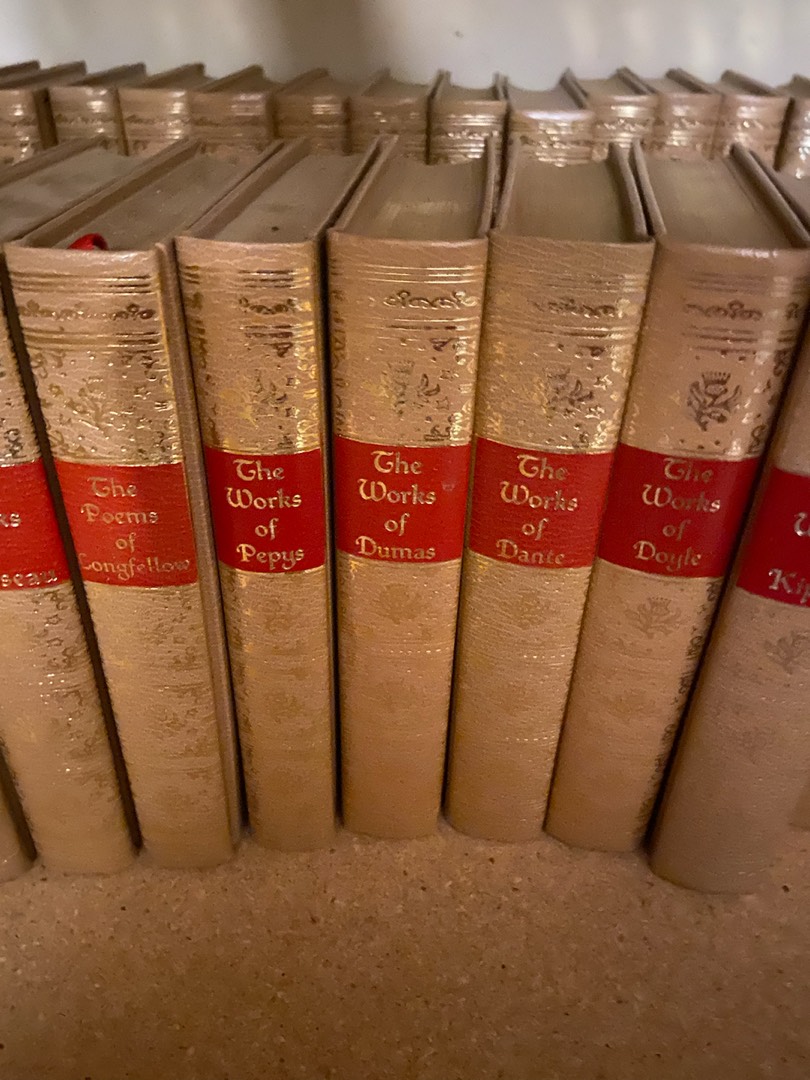 The
Poems
of
Longfellow
The
Works
of
Pepys
The
Works
of
Dumas
The
Works
of
Dante
The
Works
of
Doyle